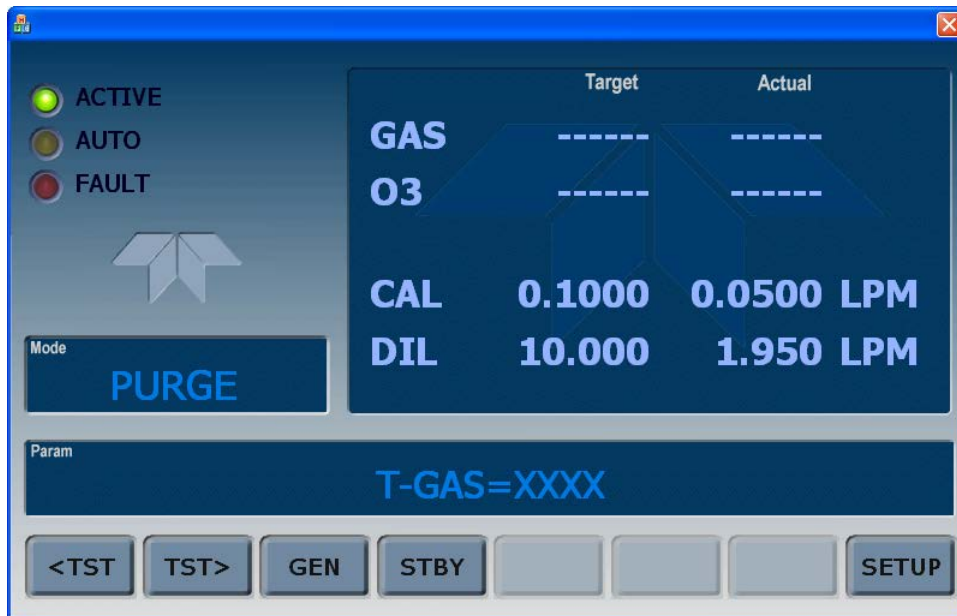 ACTIVE
AUTO
FAULT
Target Actual
GAS ------ ------
O3 ------ ------
CAL 0.1000 0.0500 LPM
DIL 10.000 1.950 LPM
Mode
PURGE
Param
T-GAS=XXXX
<TST TST> GEN STBY SETUP